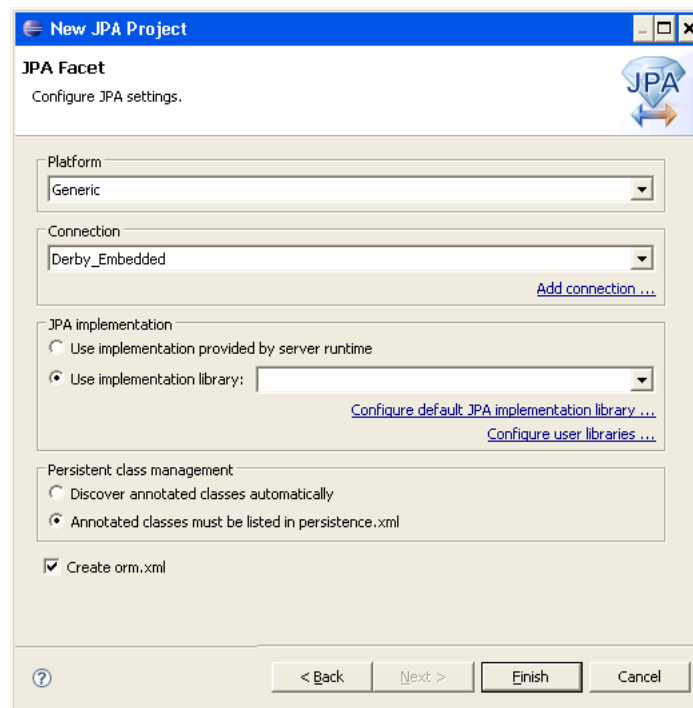 New JPA Project
JPA Facet
Configure JPA settings.
JPA
Platform
Generic
Connection
Derby_Embedded
Add connection ...
JPA implementation
Use implementation provided by server runtime
Use implementation library:
Configure default JPA implementation library ...
Configure user libraries ...
Persistent class management
Discover annotated classes automatically
Annotated classes must be listed in persistence.xml
Create orm.xml
? < Back Next > Finish Cancel